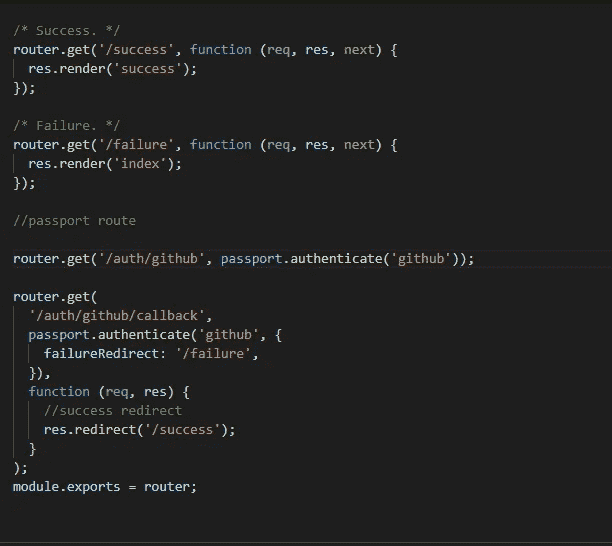 /* Success. */
router.get('/success', function (req, res, next) {
  res.render('success');
});

/* Failure. */
router.get('/failure', function (req, res, next) {
  res.render('index');
});

//passport route

router.get('/auth/github', passport.authenticate('github'));

router.get(
  '/auth/github/callback',
  passport.authenticate('github', {
    failureRedirect: '/failure',
  }),
  function (req, res) {
    //success redirect
    res.redirect('/success');
  }
);
module.exports = router;